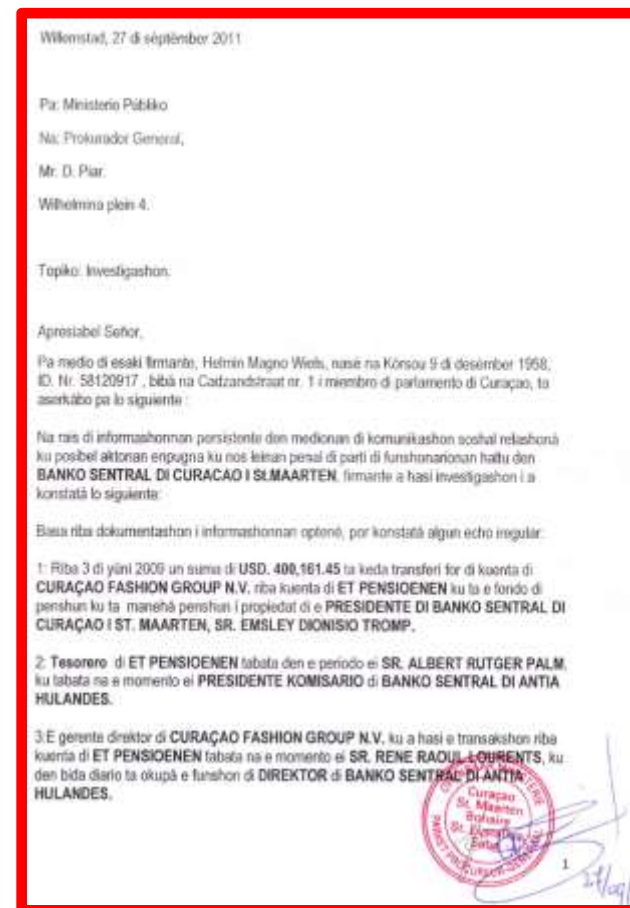 Willemstad, 27 di sèptèmber 2011
Pa: Ministerio Públiko
Na: Prokurador General,
Mr. D. Piar.
Wilhelmina plein 4.
Topiko: Investigashon.
Apresiabel Señor,
Pa medio di esaki firmante, Helmin Magno Wiels, nasé na Kòrsou 9 di desember 1958,
ID. Nr. 58120917 , bibá na Cadzandstraat nr. 1 i miembro di parlamento di Curaçao, ta
aserkábo pa lo siguiente :
Na rais di informashonnan persistente den medionan di komunikashon soshal relashoná
ku posibel aktonan enpugna ku nos leinan penal di parti di funshonarionan haltu den
BANKO SENTRAL DI CURACAO I St.MAARTEN, firmante a hasi investigashon i a
konstatá lo siguiente:
Basa riba dokumentashon i informashonnan optené, por konstatá algun echo iregular:
1: Riba 3 di yüni 2009 un suma di USD. 400,161.45 ta keda transferí for di kuenta di
CURAÇAO FASHION GROUP N.V. riba kuenta di ET PENSIOENEN ku ta e fondo di
penshun ku ta manehá penshun i propiedat di e PRESIDENTE DI BANKO SENTRAL DI
CURAÇAO I ST. MAARTEN, SR. EMSLEY DIONISIO TROMP.
2: Tesorero di ET PENSIOENEN tabata den e periodo ei SR. ALBERT RUTGER PALM,
ku tabata na e momento ei PRESIDENTE KOMISARIO di BANKO SENTRAL DI ANTIA
HULANDES.
3:E gerente direktor di CURAÇAO FASHION GROUP N.V. ku a hasi e transakshon riba
kuenta di ET PENSIOENEN tabata na e momento ei SR. RENE RAOUL LOURENTS, ku
den bida diario ta okupá e funshon di DIREKTOR di BANKO SENTRAL DI ANTIA
HULANDES.
Curaçao
St. Maarten
Bonaire
St. Eustatius
PARKET PROCUREUR-GENERAAL
1
27/09/